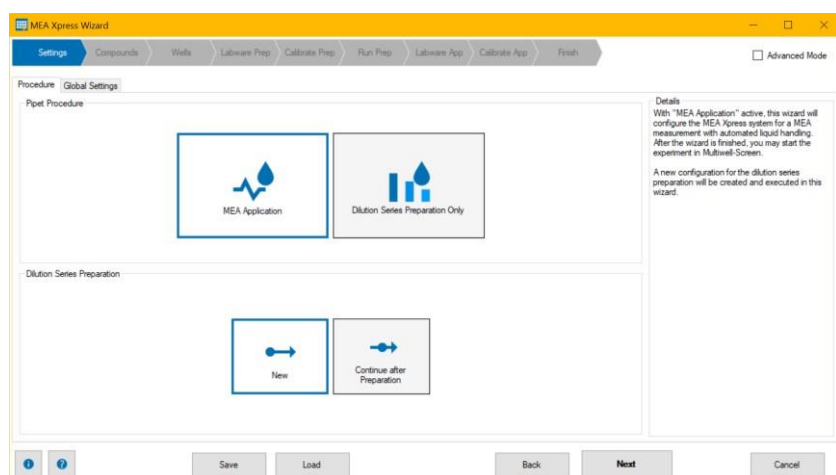 MEA Xpress Wizard
Settings
Compounds
Wells
Labware Prep
Calibrate Prep
Run Prep
Labware App
Calibrate App
Finish
Advanced Mode
Procedure
Global Settings
Pipet Procedure
MEA Application
Dilution Series Preparation Only
Details
With "MEA Application" active, this wizard will
configure the MEA Xpress system for a MEA
measurement with automated liquid handling.
After the wizard is finished, you may start the
experiment in Multiwell-Screen.
A new configuration for the dilution series
preparation will be created and executed in this
wizard.
Dilution Series Preparation
New
Continue after
Preparation
Save
Load
Back
Next
Cancel